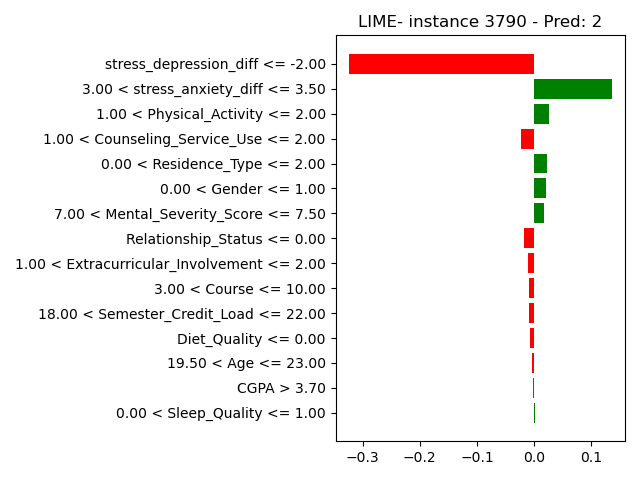 LIME- instance 3790 - Pred: 2
stress_depression_diff <= -2.00
3.00 < stress_anxiety_diff <= 3.50
1.00 < Physical_Activity <= 2.00
1.00 < Counseling_Service_Use <= 2.00
0.00 < Residence_Type <= 2.00
0.00 < Gender <= 1.00
7.00 < Mental_Severity_Score <= 7.50
Relationship_Status <= 0.00
1.00 < Extracurricular_Involvement <= 2.00
3.00 < Course <= 10.00
18.00 < Semester_Credit_Load <= 22.00
Diet_Quality <= 0.00
19.50 < Age <= 23.00
CGPA > 3.70
0.00 < Sleep_Quality <= 1.00
−0.3 −0.2 −0.1 0.0 0.1